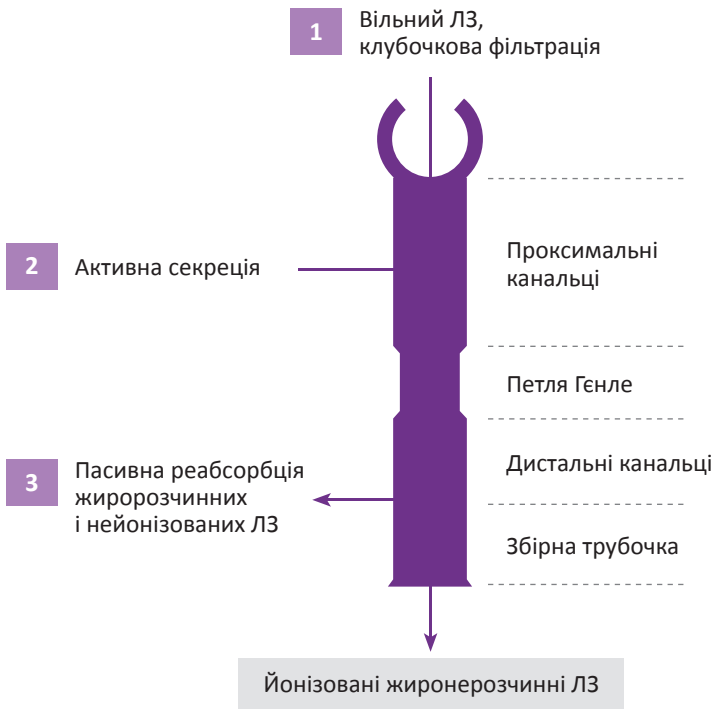 1
Вільний ЛЗ,
клубочкова фільтрація
2
Активна секреція
Проксимальні
канальці
Петля Гєнле
3
Пасивна реабсорбція
жиророзчинних
і нейонізованих ЛЗ
Дистальні канальці
Збірна трубочка
Йонізовані жиронерозчинні ЛЗ